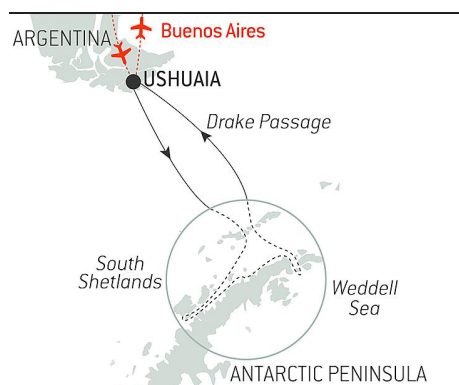 ARGENTINA
Buenos Aires
USHUAIA
Drake Passage
South
Shetlands
Weddell
Sea
ANTARCTIC PENINSULA